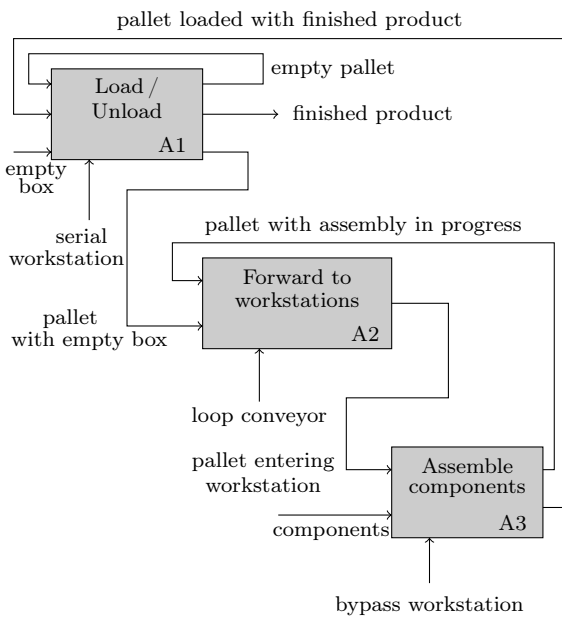 pallet loaded with finished product
empty pallet
Load /
Unload
A1
finished product
empty
box
serial
workstation
pallet with assembly in progress
Forward to
workstations
A2
pallet
with empty box
loop conveyor
pallet entering
workstation
Assemble
components
A3
components
bypass workstation